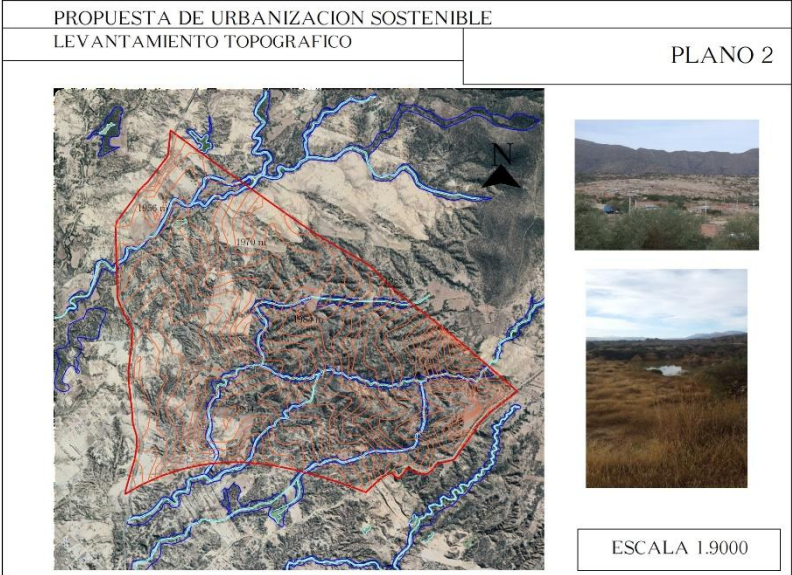 PROPUESTA DE URBANIZACION SOSTENIBLE
LEVANTAMIENTO TOPOGRAFICO
PLANO 2
N
1970 m
ESCALA 1.9000